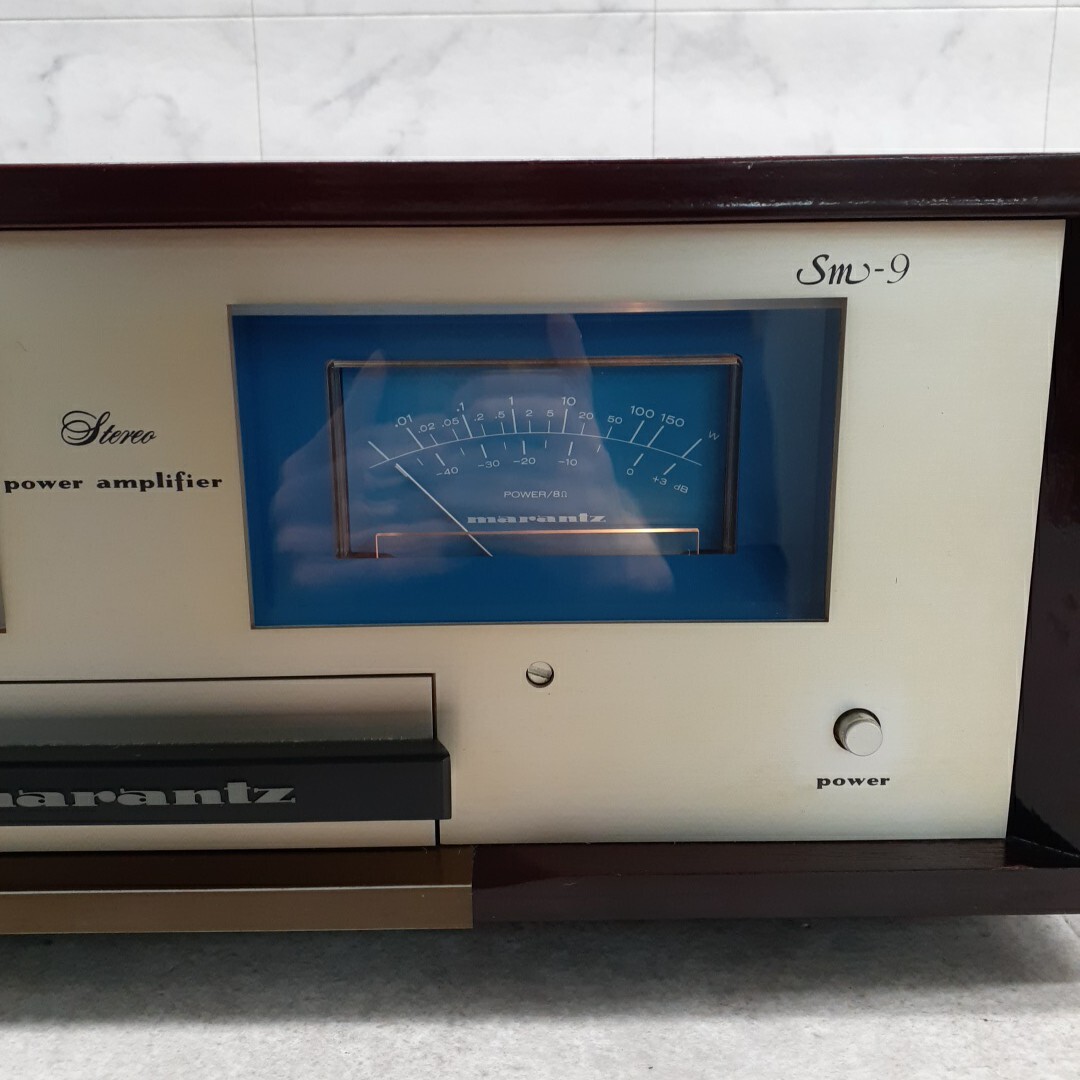 Sm-9
Stereo
power amplifier
.01 .02 .05 .1 .2 .5 1 2 5 10 20 50 100 150 W
-40 -30 -20 -10 0 +3 dB
POWER/8Ω
marantz
power
marantz